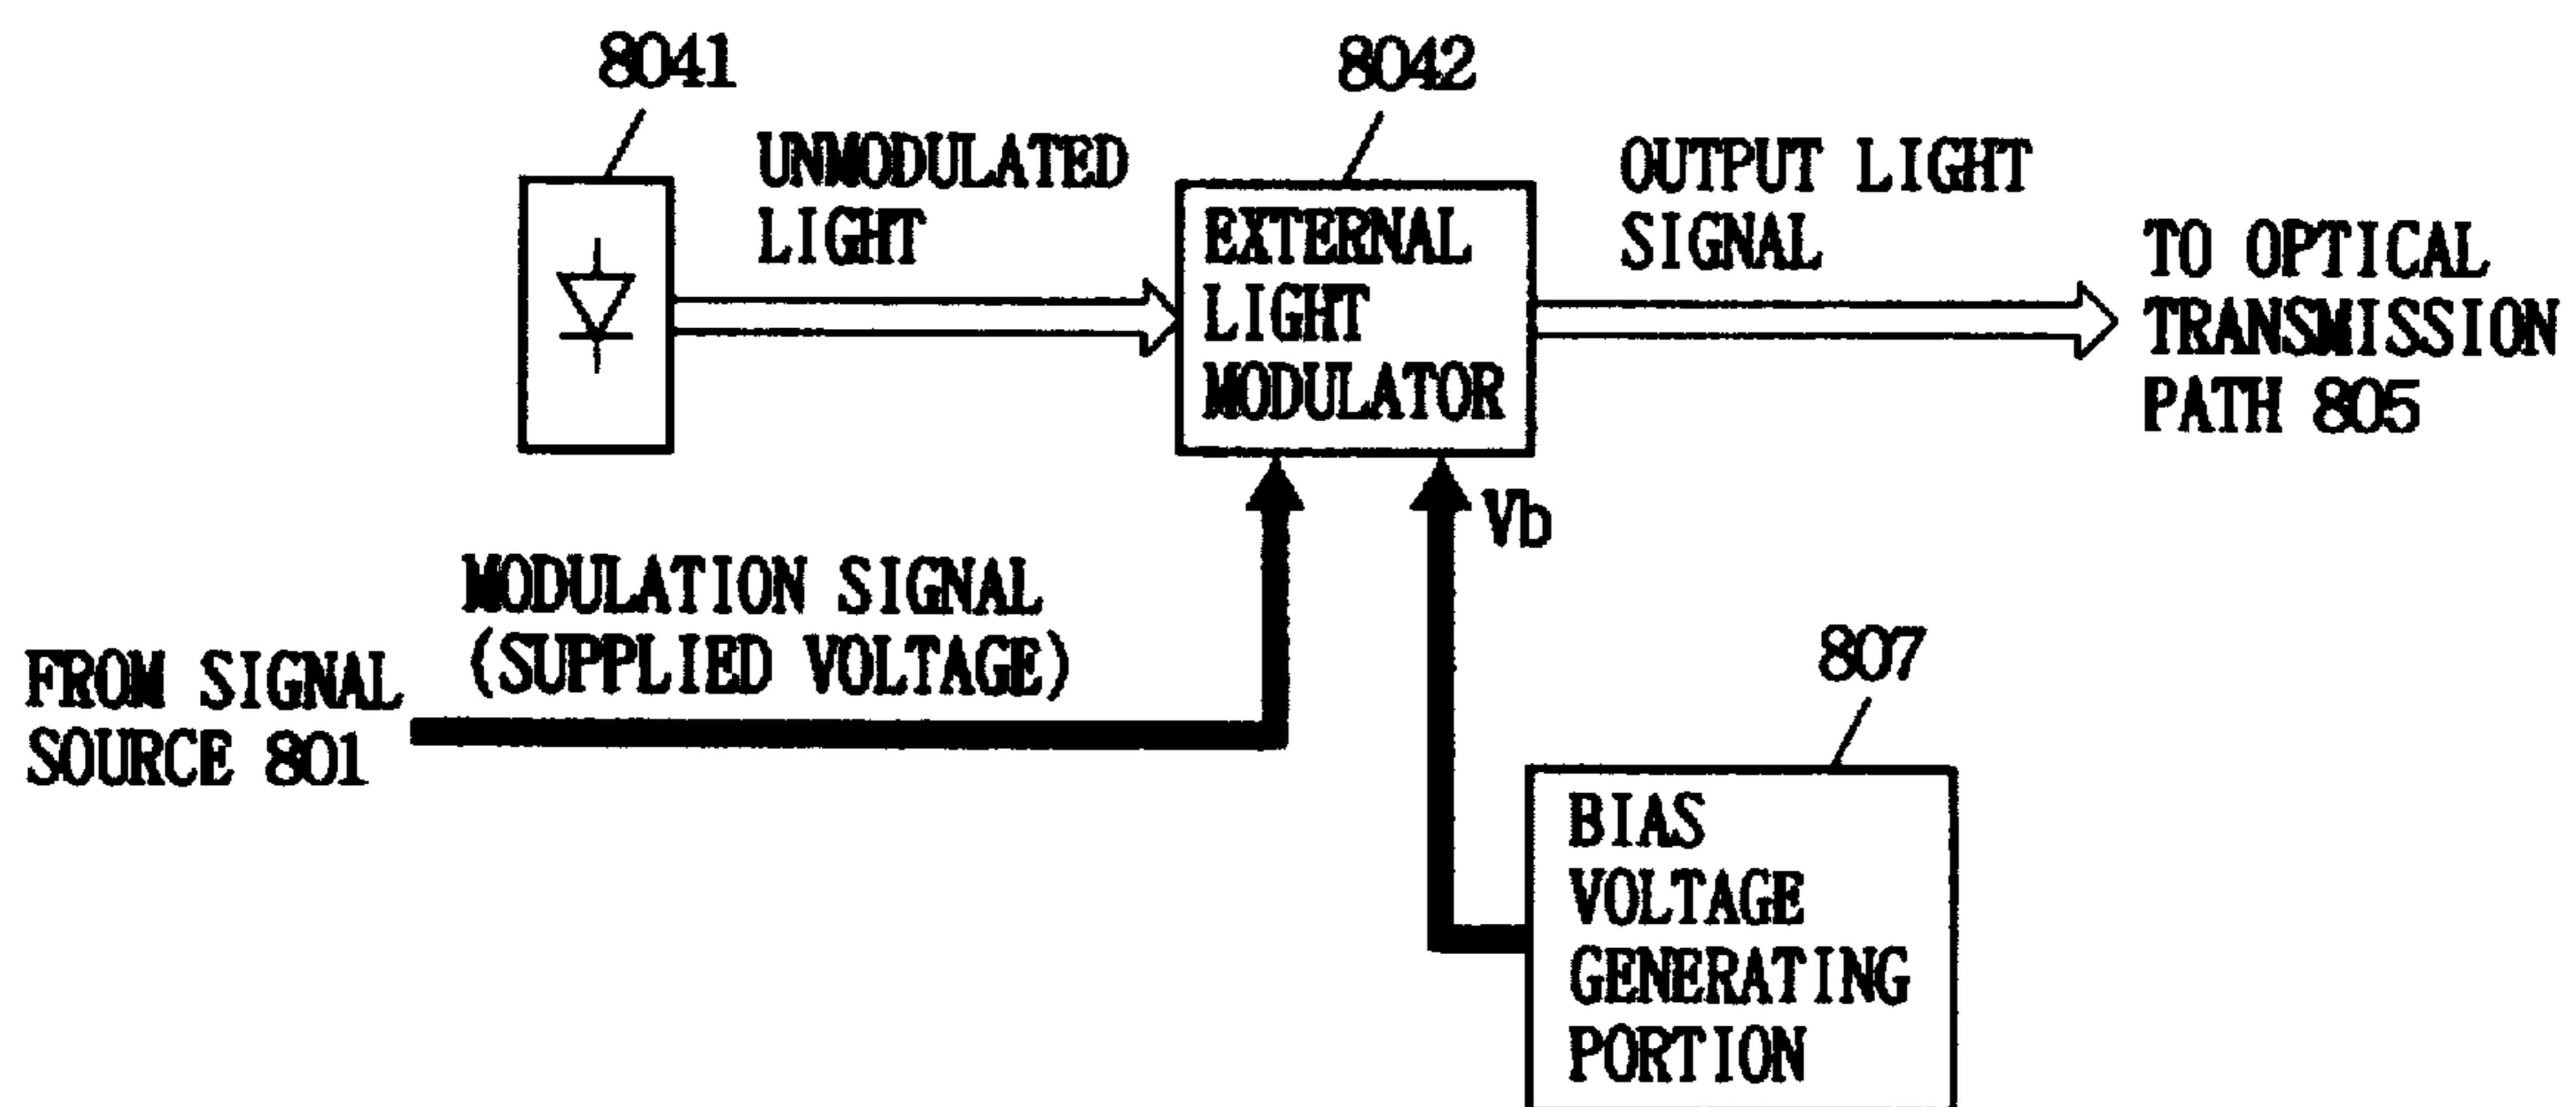 8041
8042
UNMODULATED
LIGHT
EXTERNAL
LIGHT
MODULATOR
OUTPUT LIGHT
SIGNAL
TO OPTICAL
TRANSMISSION
PATH 805
Vb
MODULATION SIGNAL
(SUPPLIED VOLTAGE)
FROM SIGNAL
SOURCE 801
807
BIAS
VOLTAGE
GENERATING
PORTION